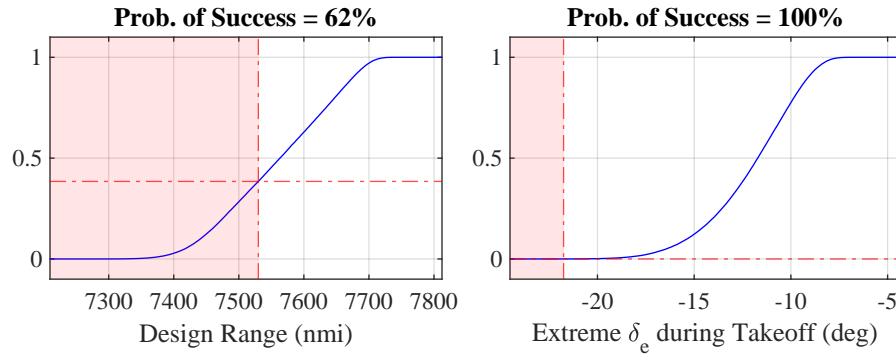 Prob. of Success = 62%
1
0.5
0
7300 7400 7500 7600 7700 7800
Design Range (nmi)
Prob. of Success = 100%
1
0.5
0
-20 -15 -10 -5
Extreme δe during Takeoff (deg)